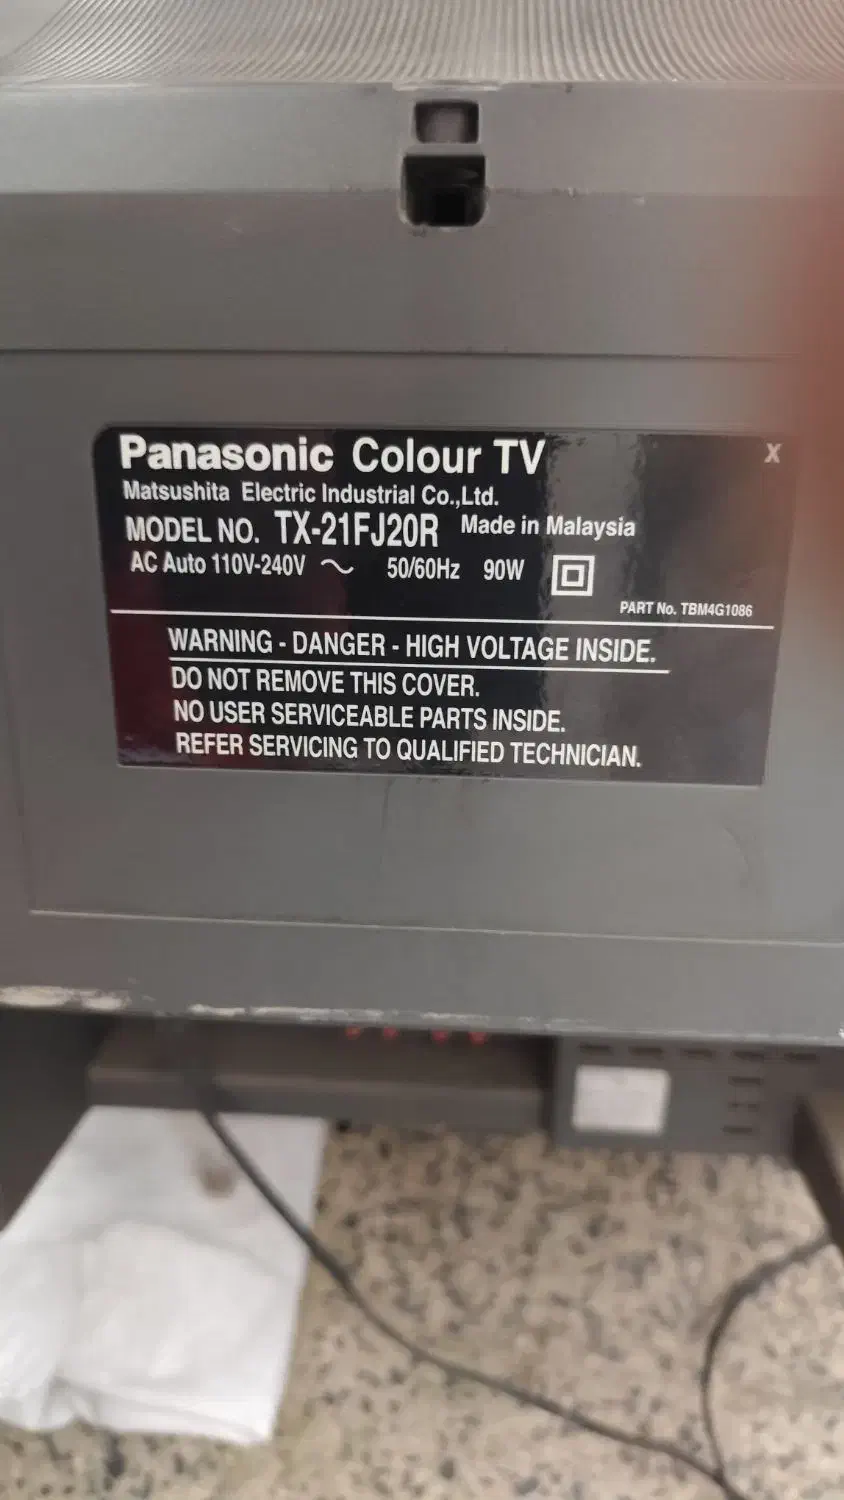 Panasonic Colour TV X
Matsushita Electric Industrial Co.,Ltd.
MODEL NO. TX-21FJ20R Made in Malaysia
AC Auto 110V-240V ～ 50/60Hz 90W
PART No. TBM4G1086
WARNING - DANGER - HIGH VOLTAGE INSIDE.
DO NOT REMOVE THIS COVER.
NO USER SERVICEABLE PARTS INSIDE.
REFER SERVICING TO QUALIFIED TECHNICIAN.